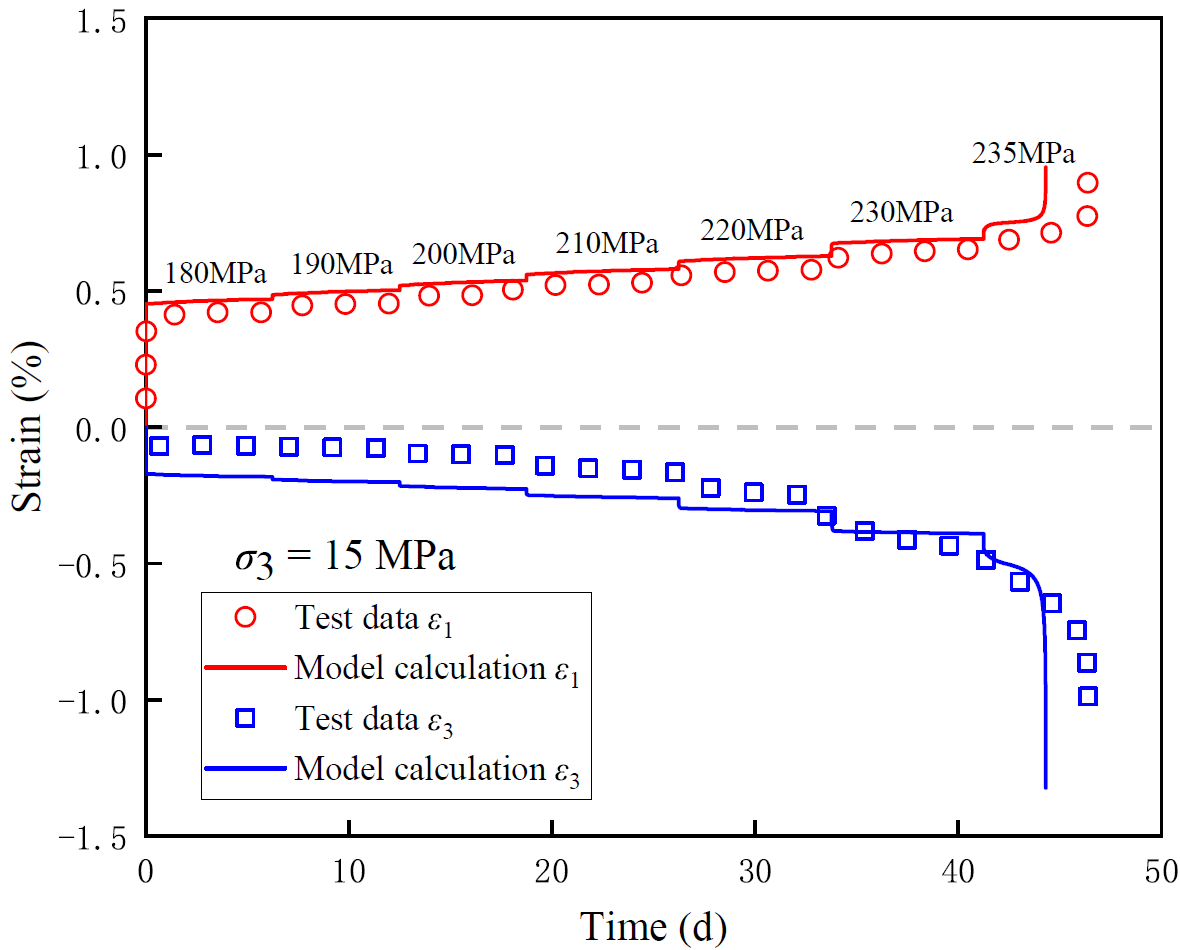 1.5
1.0
0.5
0.0
−0.5
−1.0
−1.5
Strain (%)
180MPa
190MPa
200MPa
210MPa
220MPa
230MPa
235MPa
σ3 = 15 MPa
Test data ε1
Model calculation ε1
Test data ε3
Model calculation ε3
0
10
20
30
40
50
Time (d)